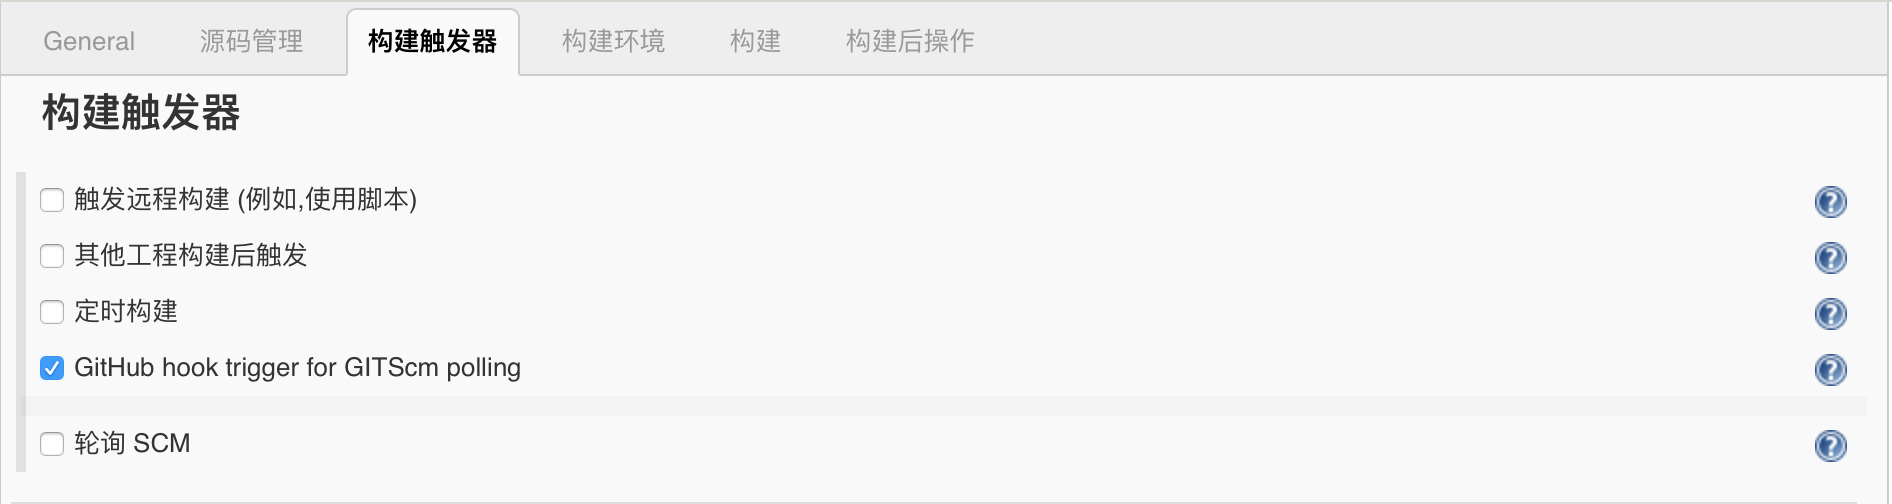 General 源码管理 构建触发器 构建环境 构建 构建后操作
构建触发器
触发远程构建 (例如,使用脚本)
其他工程构建后触发
定时构建
GitHub hook trigger for GITScm polling
轮询 SCM